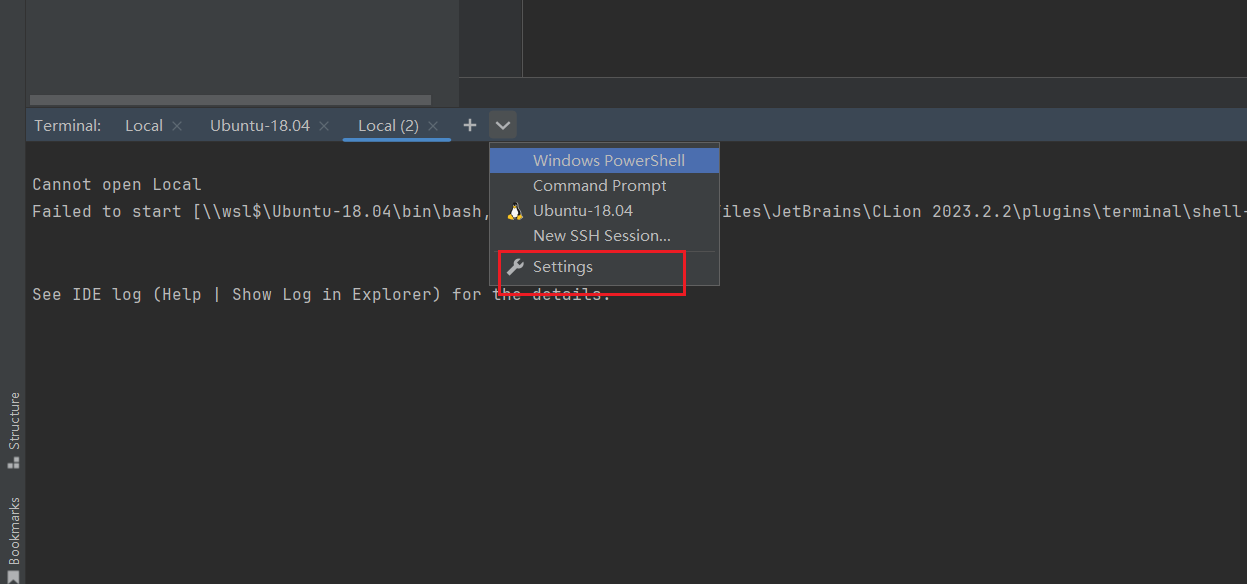 Terminal: Local Ubuntu-18.04 Local (2)
Windows PowerShell
Cannot open Local
Command Prompt
Failed to start [\\wsl$\Ubuntu-18.04\bin\bash, iles\JetBrains\CLion 2023.2.2\plugins\terminal\shell-
Ubuntu-18.04
New SSH Session...
Settings
See IDE log (Help | Show Log in Explorer) for the details.
Structure
Bookmarks